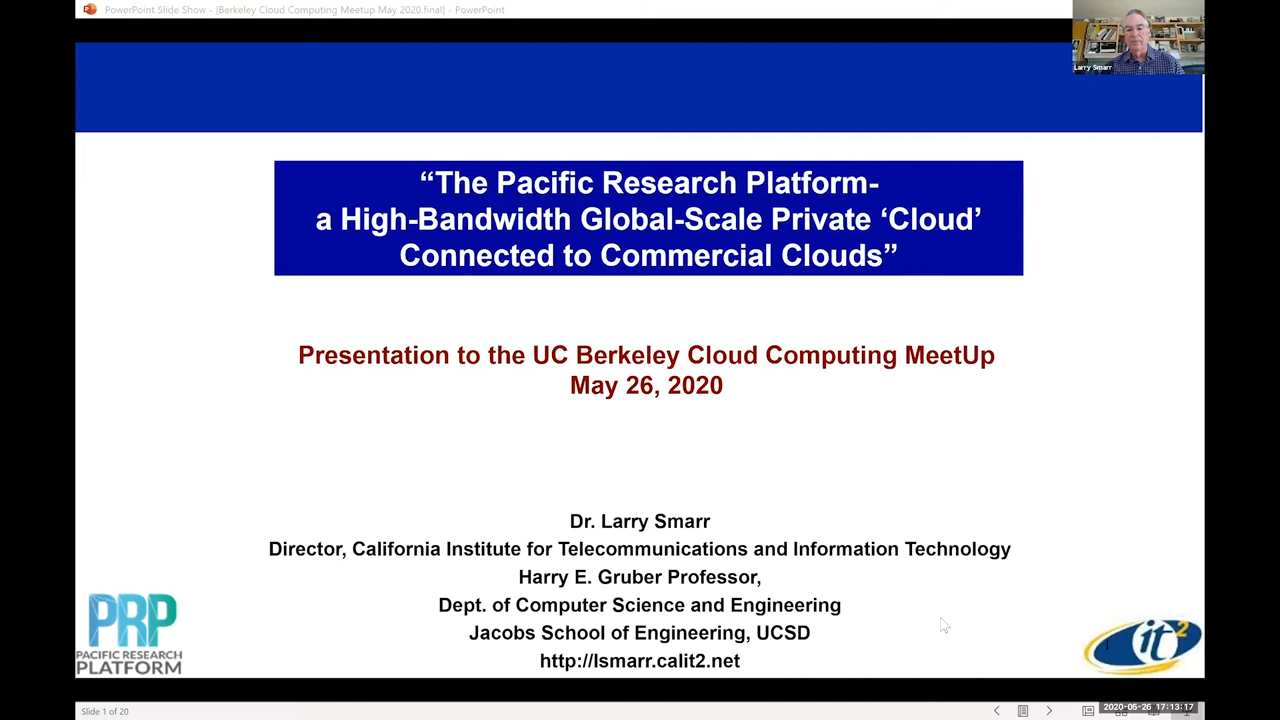 PowerPoint Slide Show - [Berkeley Cloud Computing Meetup May 2020.final] - PowerPoint
Larry Smarr
“The Pacific Research Platform-
a High-Bandwidth Global-Scale Private ‘Cloud’
Connected to Commercial Clouds”
Presentation to the UC Berkeley Cloud Computing MeetUp
May 26, 2020
Dr. Larry Smarr
Director, California Institute for Telecommunications and Information Technology
Harry E. Gruber Professor,
Dept. of Computer Science and Engineering
Jacobs School of Engineering, UCSD
http://lsmarr.calit2.net
PRP
PACIFIC RESEARCH
PLATFORM
it2
Slide 1 of 20
2020-05-26 17:13:17